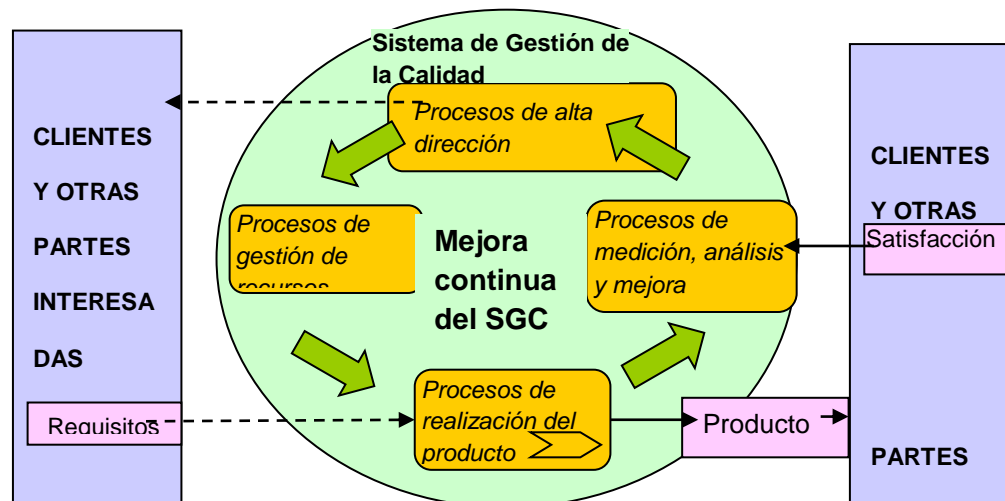 Sistema de Gestión de
la Calidad
Procesos de alta
dirección
CLIENTES
Y OTRAS
PARTES
INTERESA
DAS
Requisitos
Procesos de
gestión de
recursos
Mejora
continua
del SGC
Procesos de
medición, análisis
y mejora
Procesos de
realización del
producto
Producto
CLIENTES
Y OTRAS
Satisfacción
PARTES